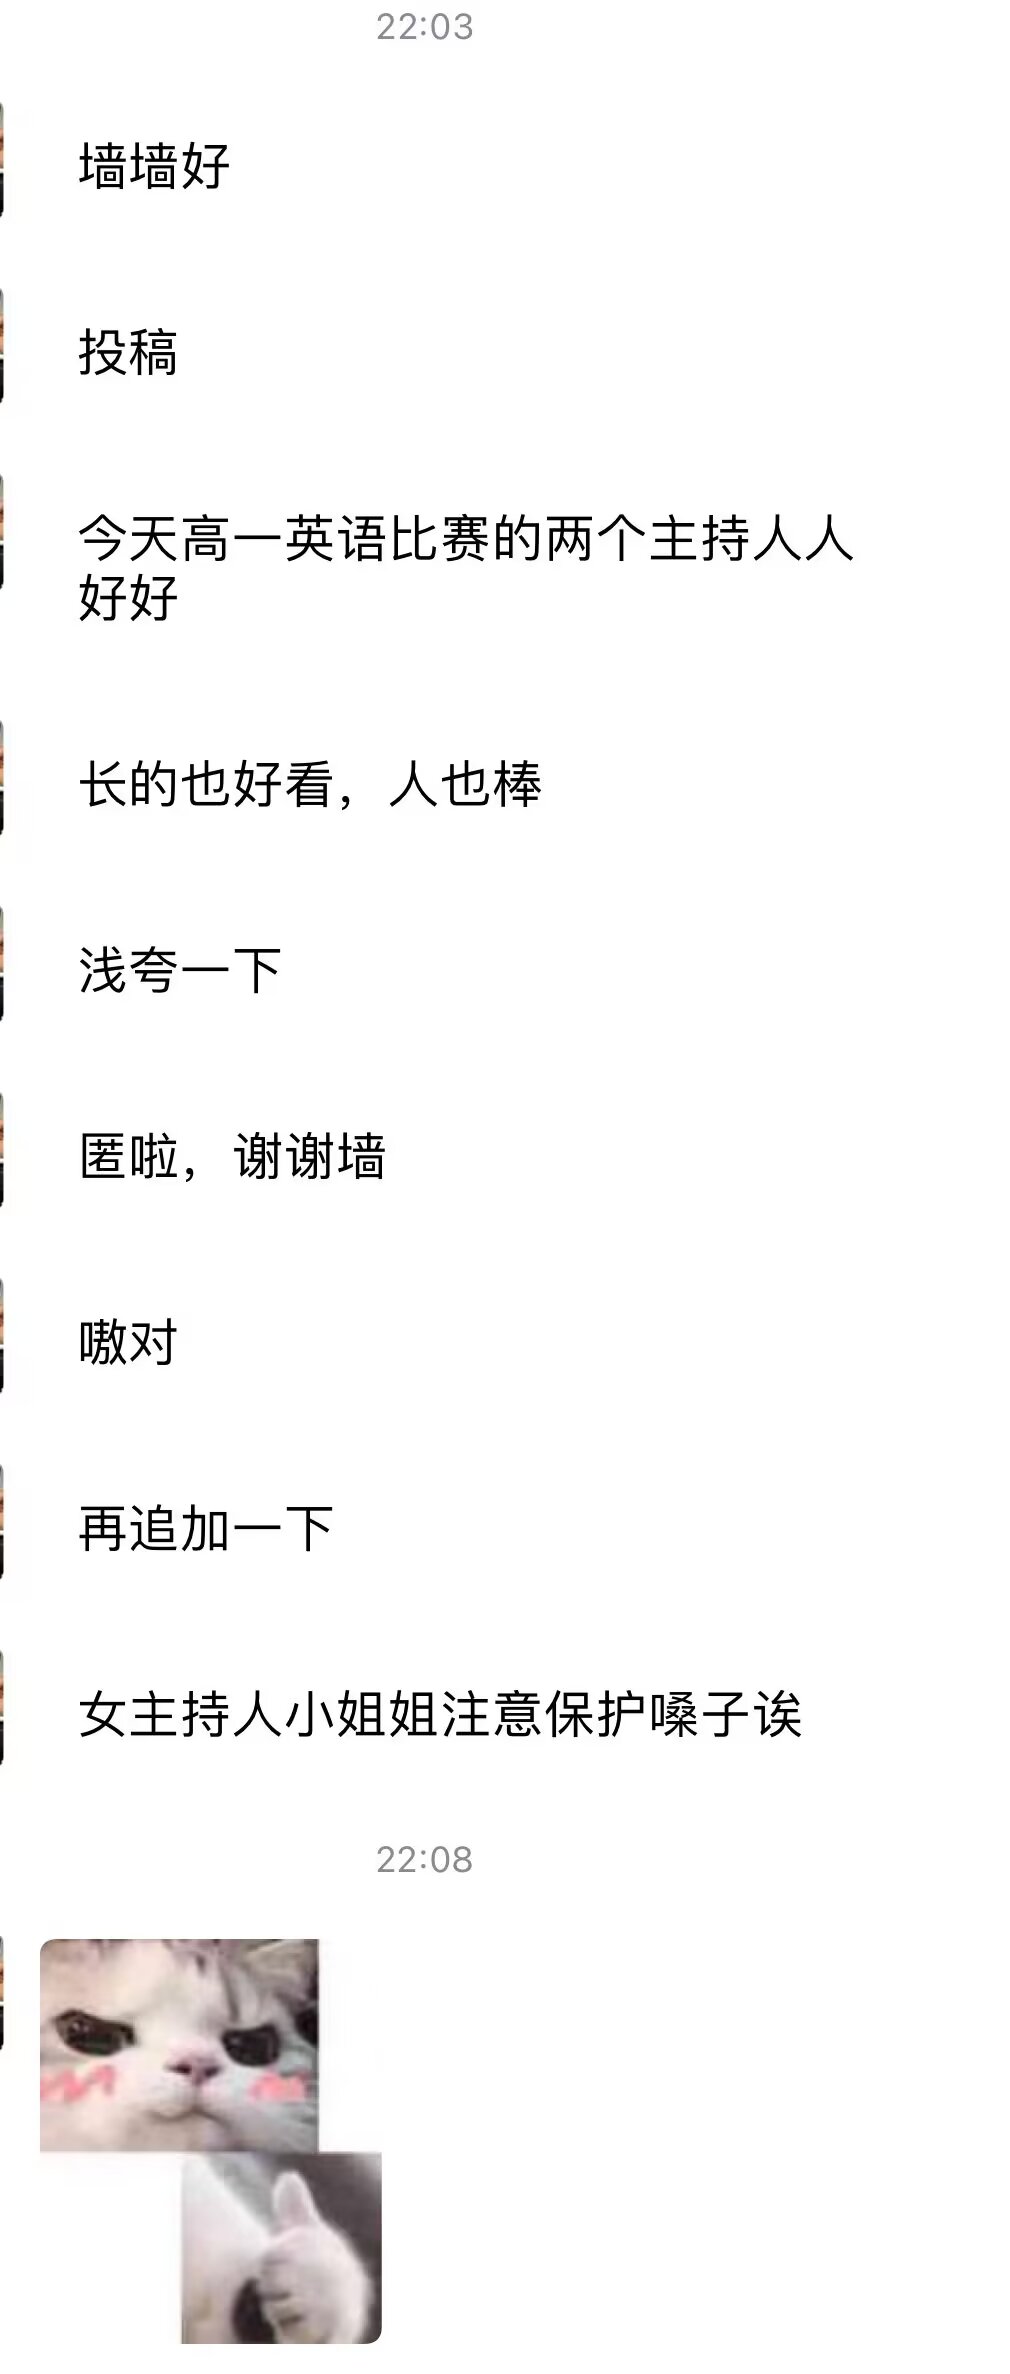 22:03
墙墙好
投稿
今天高一英语比赛的两个主持人人
好好
长的也好看，人也棒
浅夸一下
匿啦，谢谢墙
嗷对
再追加一下
女主持人小姐姐注意保护嗓子诶
22:08